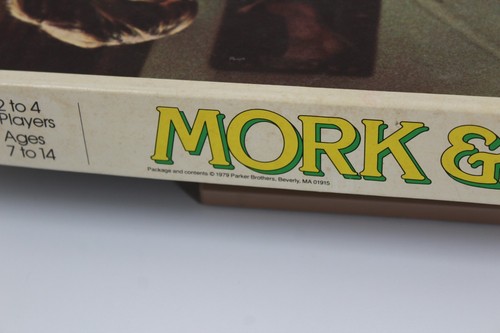 2 to 4
Players
Ages
7 to 14
MORK &
Package and contents © 1979 Parker Brothers, Beverly, MA 01915